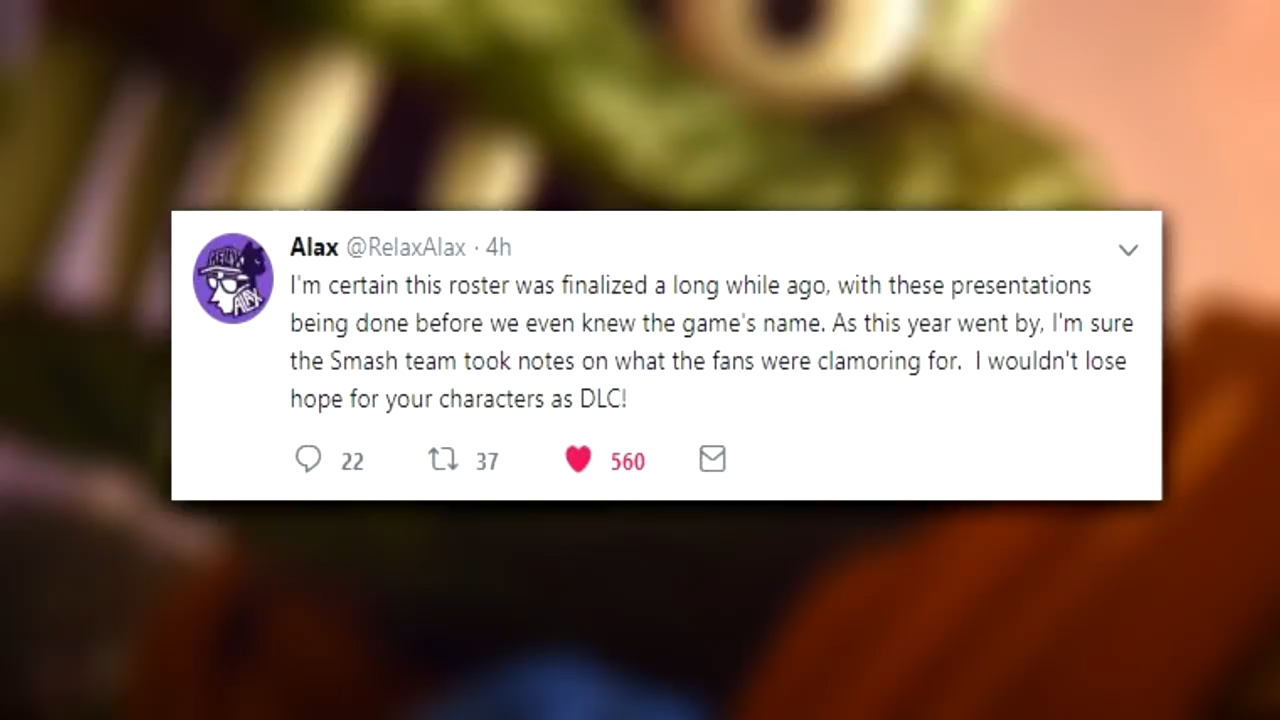 Alax @RelaxAlax · 4h
I'm certain this roster was finalized a long while ago, with these presentations
being done before we even knew the game's name. As this year went by, I'm sure
the Smash team took notes on what the fans were clamoring for.  I wouldn't lose
hope for your characters as DLC!
22 37 560
RELAX
ALAX